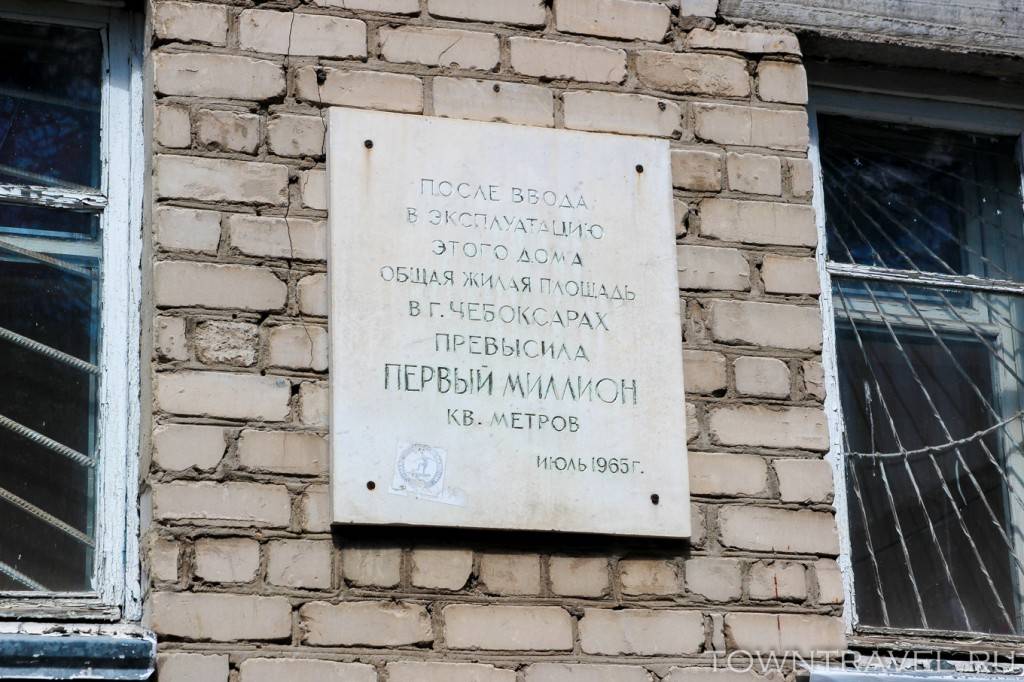 ПОСЛЕ ВВОДА
В ЭКСПЛУАТАЦИЮ
ЭТОГО ДОМА
ОБЩАЯ ЖИЛАЯ ПЛОЩАДЬ
В Г. ЧЕБОКСАРАХ
ПРЕВЫСИЛА
ПЕРВЫЙ МИЛЛИОН
КВ. МЕТРОВ
ИЮЛЬ 1965 Г.
TOWNTRAVEL.RU